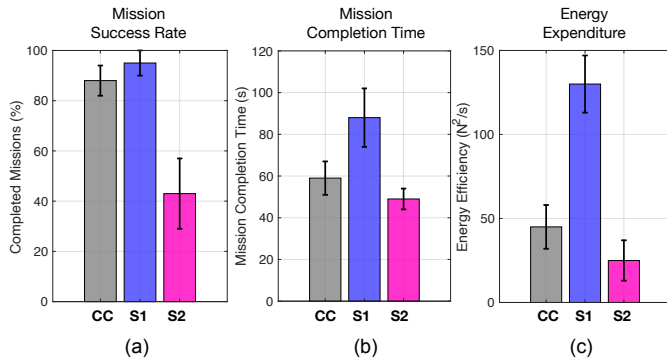 Mission
Success Rate
Completed Missions (%)
100
80
60
40
20
0
CC S1 S2
(a)
Mission
Completion Time
Mission Completion Time (s)
120
100
80
60
40
20
0
CC S1 S2
(b)
Energy
Expenditure
Energy Efficiency (N²/s)
150
100
50
0
CC S1 S2
(c)